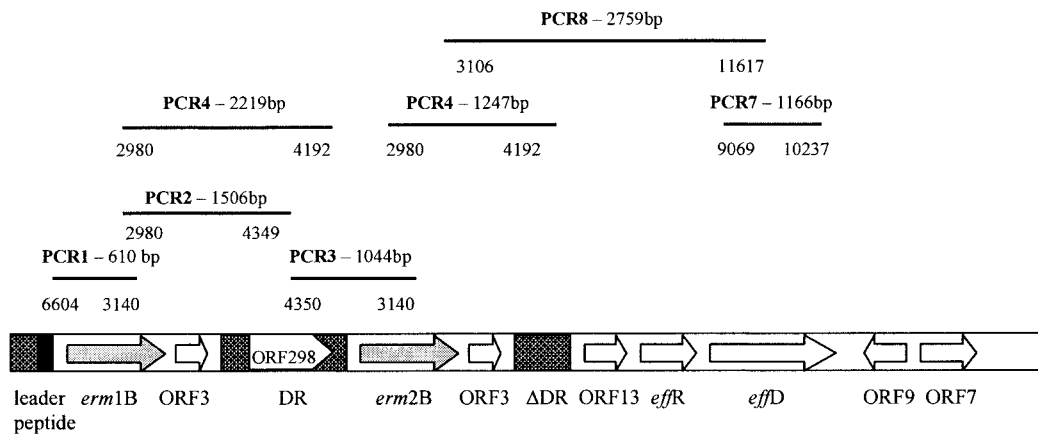 PCR8 – 2759bp
3106 11617
PCR4 – 2219bp PCR4 – 1247bp PCR7 – 1166bp
2980 4192 2980 4192 9069 10237
PCR2 – 1506bp
2980 4349
PCR1 – 610 bp PCR3 – 1044bp
6604 3140 4350 3140
ORF298
leader erm1B ORF3 DR erm2B ORF3 ΔDR ORF13 effR effD ORF9 ORF7
peptide